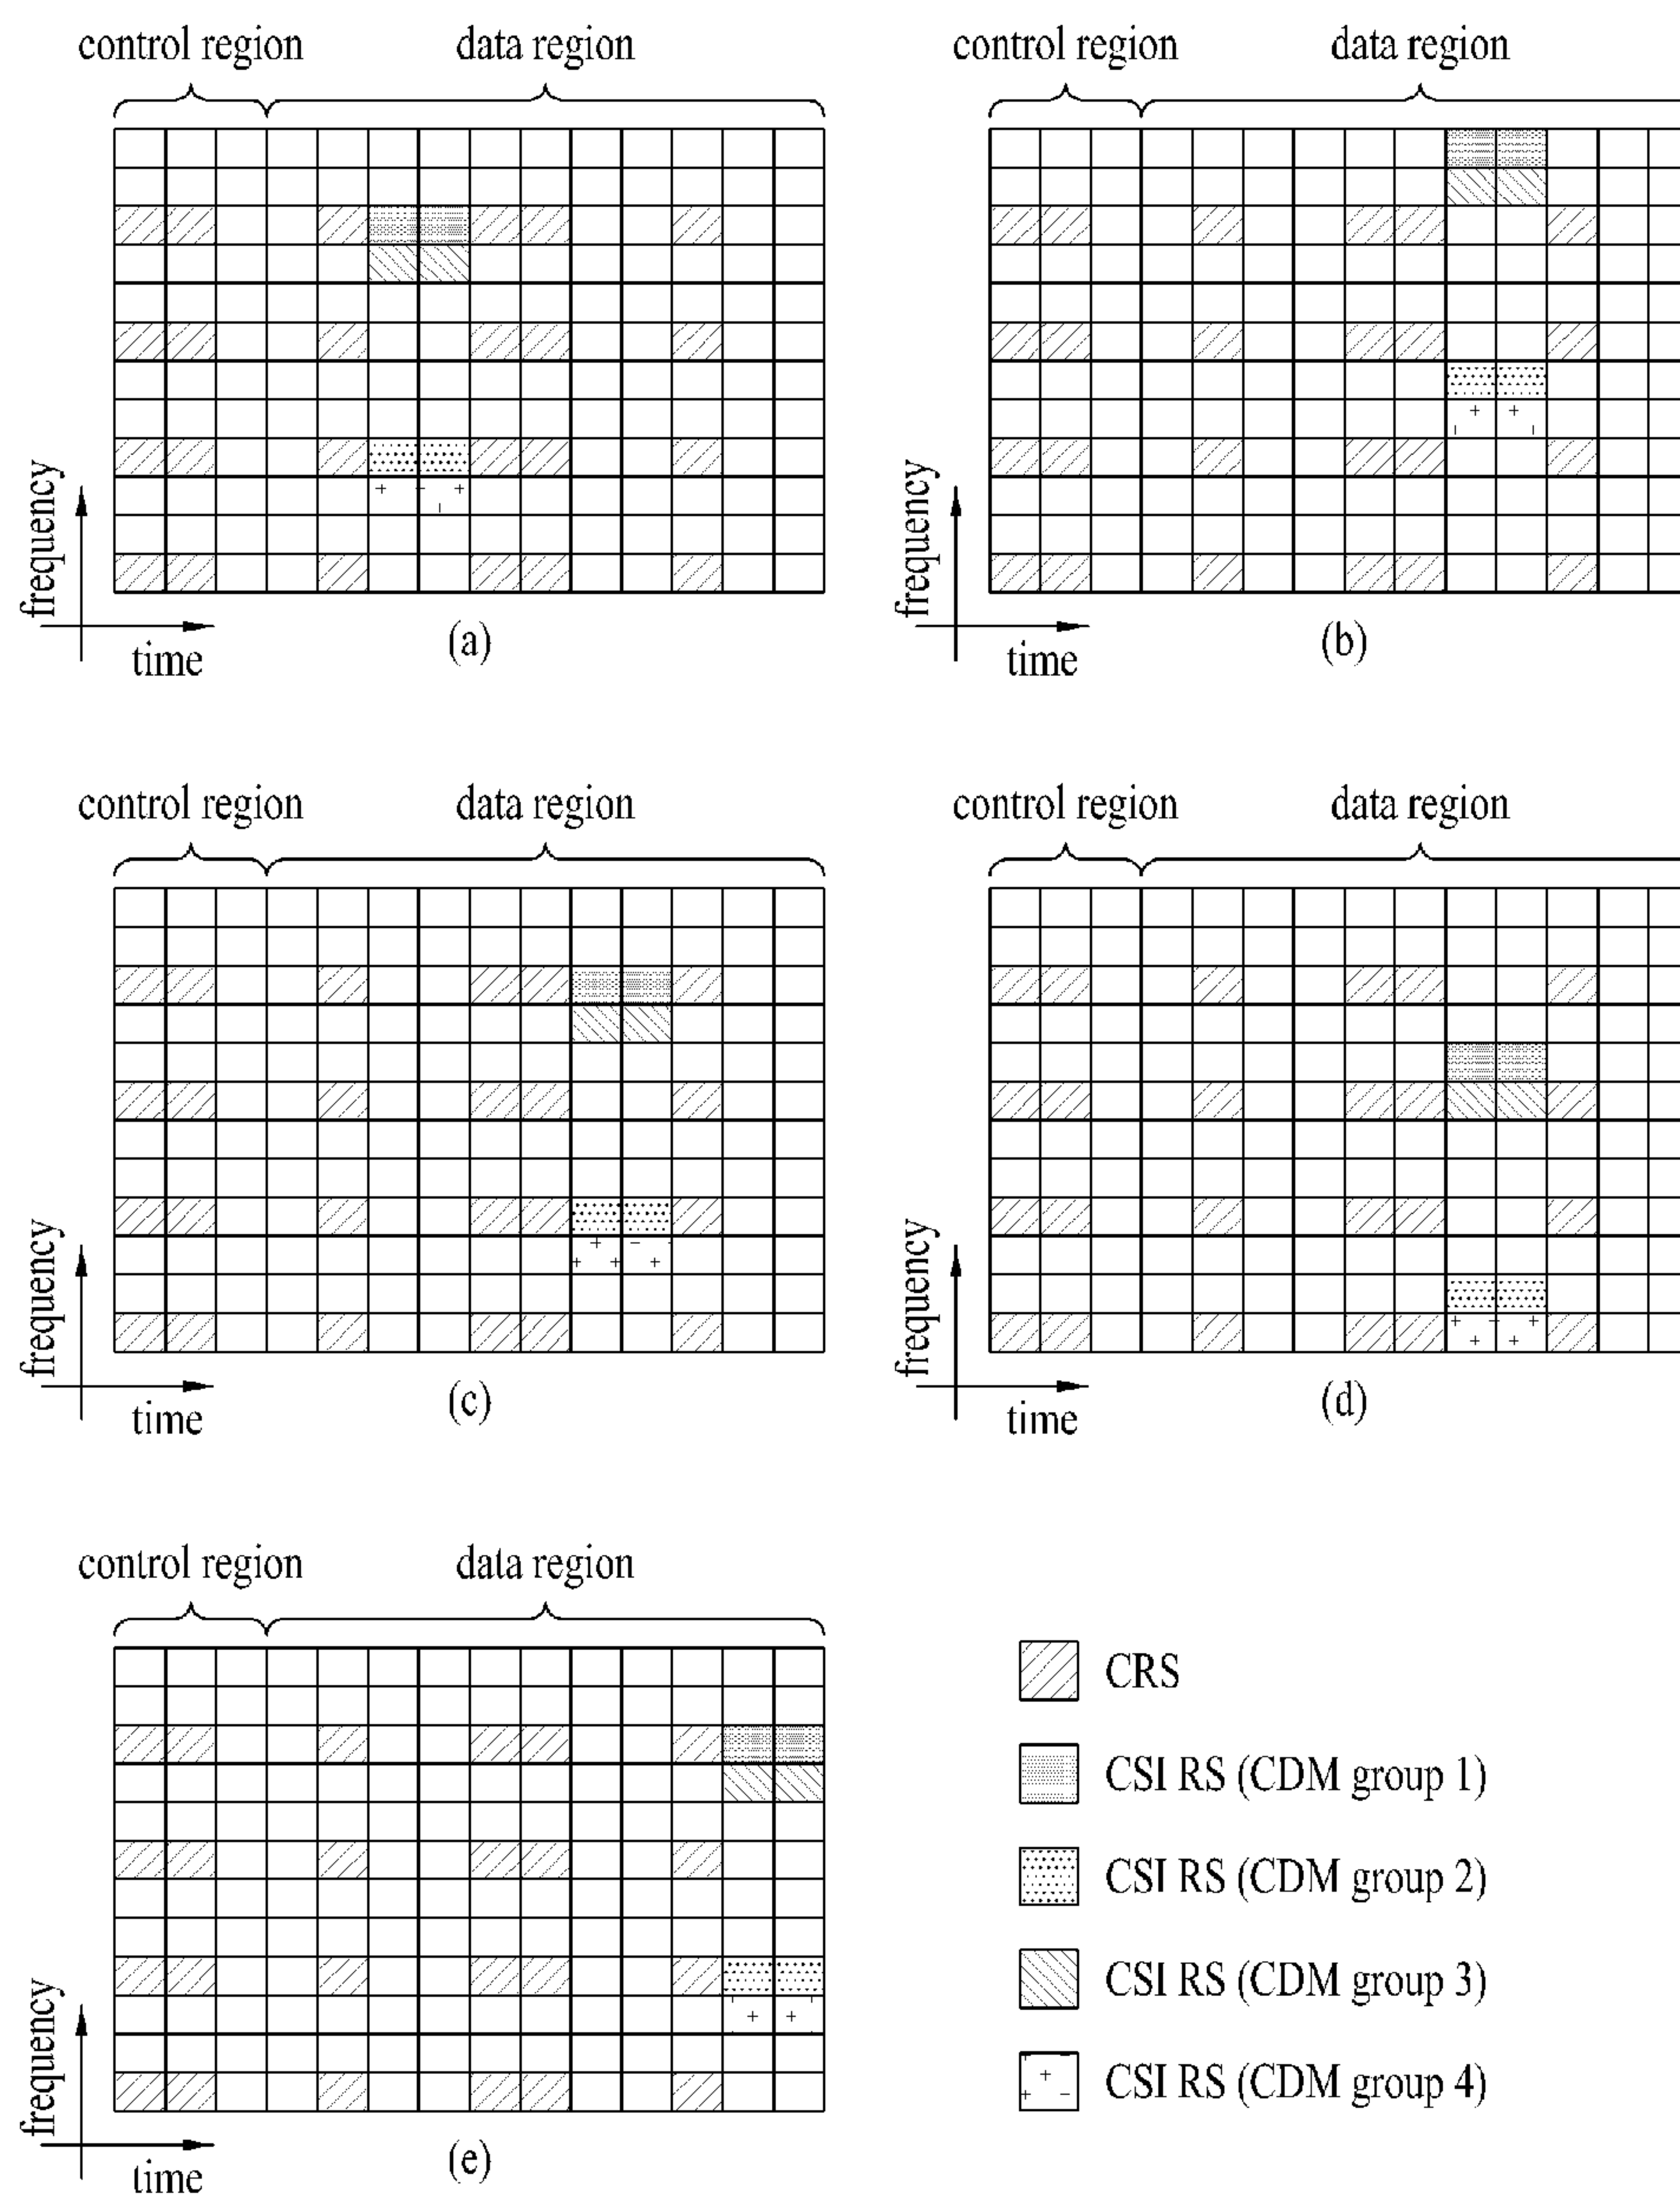 control region data region
control region data region
frequency
time
(a)
frequency
time
(b)
control region data region
control region data region
frequency
time
(c)
frequency
time
(d)
control region data region
frequency
time
(e)
CRS
CSI RS (CDM group 1)
CSI RS (CDM group 2)
CSI RS (CDM group 3)
CSI RS (CDM group 4)